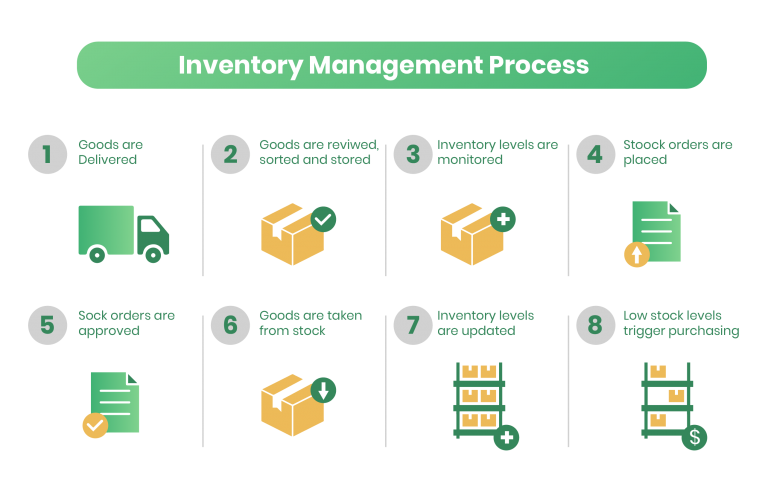 Inventory Management Process
1
Goods are
Delivered
2
Goods are reviwed,
sorted and stored
3
Inventory levels are
monitored
4
Stoock orders are
placed
5
Sock orders are
approved
6
Goods are taken
from stock
7
Inventory levels
are updated
8
Low stock levels
trigger purchasing
$